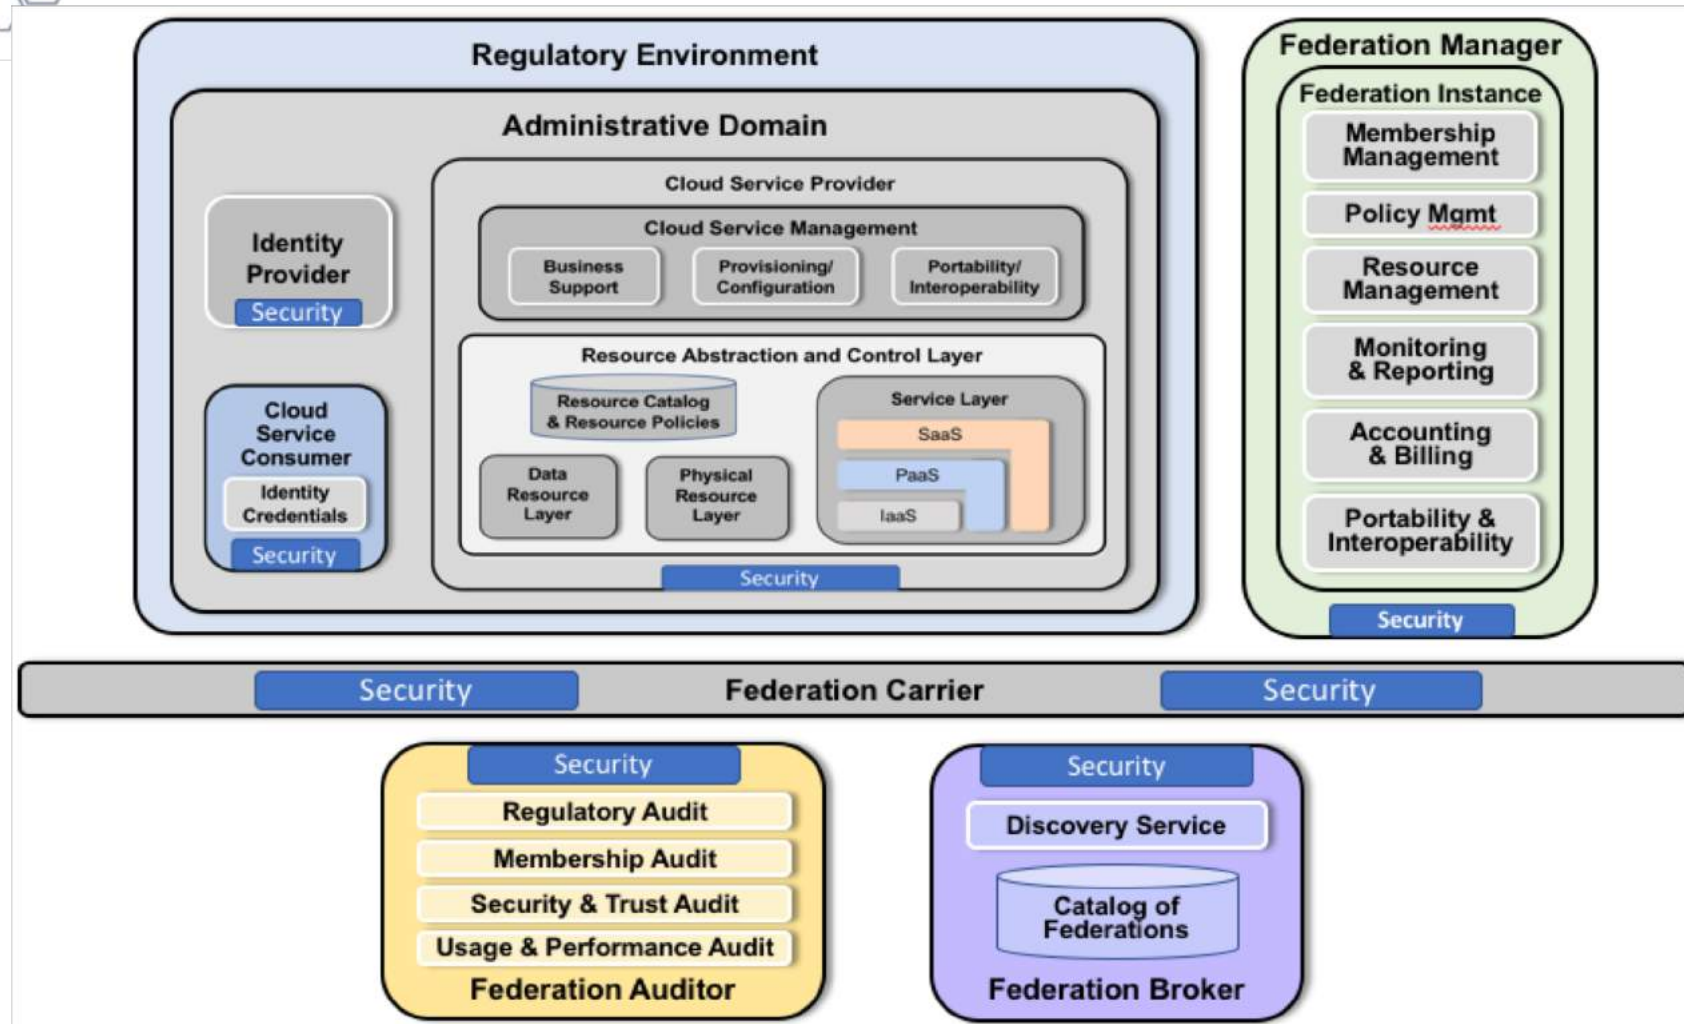 Regulatory Environment
Administrative Domain
Identity
Provider
Security
Cloud
Service
Consumer
Identity
Credentials
Security
Cloud Service Provider
Cloud Service Management
Business
Support
Provisioning/
Configuration
Portability/
Interoperability
Resource Abstraction and Control Layer
Resource Catalog
& Resource Policies
Data
Resource
Layer
Physical
Resource
Layer
Service Layer
SaaS
PaaS
IaaS
Security
Federation Manager
Federation Instance
Membership
Management
Policy Mgmt
Resource
Management
Monitoring
& Reporting
Accounting
& Billing
Portability &
Interoperability
Security
Security
Federation Carrier
Security
Security
Regulatory Audit
Membership Audit
Security & Trust Audit
Usage & Performance Audit
Federation Auditor
Security
Discovery Service
Catalog of
Federations
Federation Broker